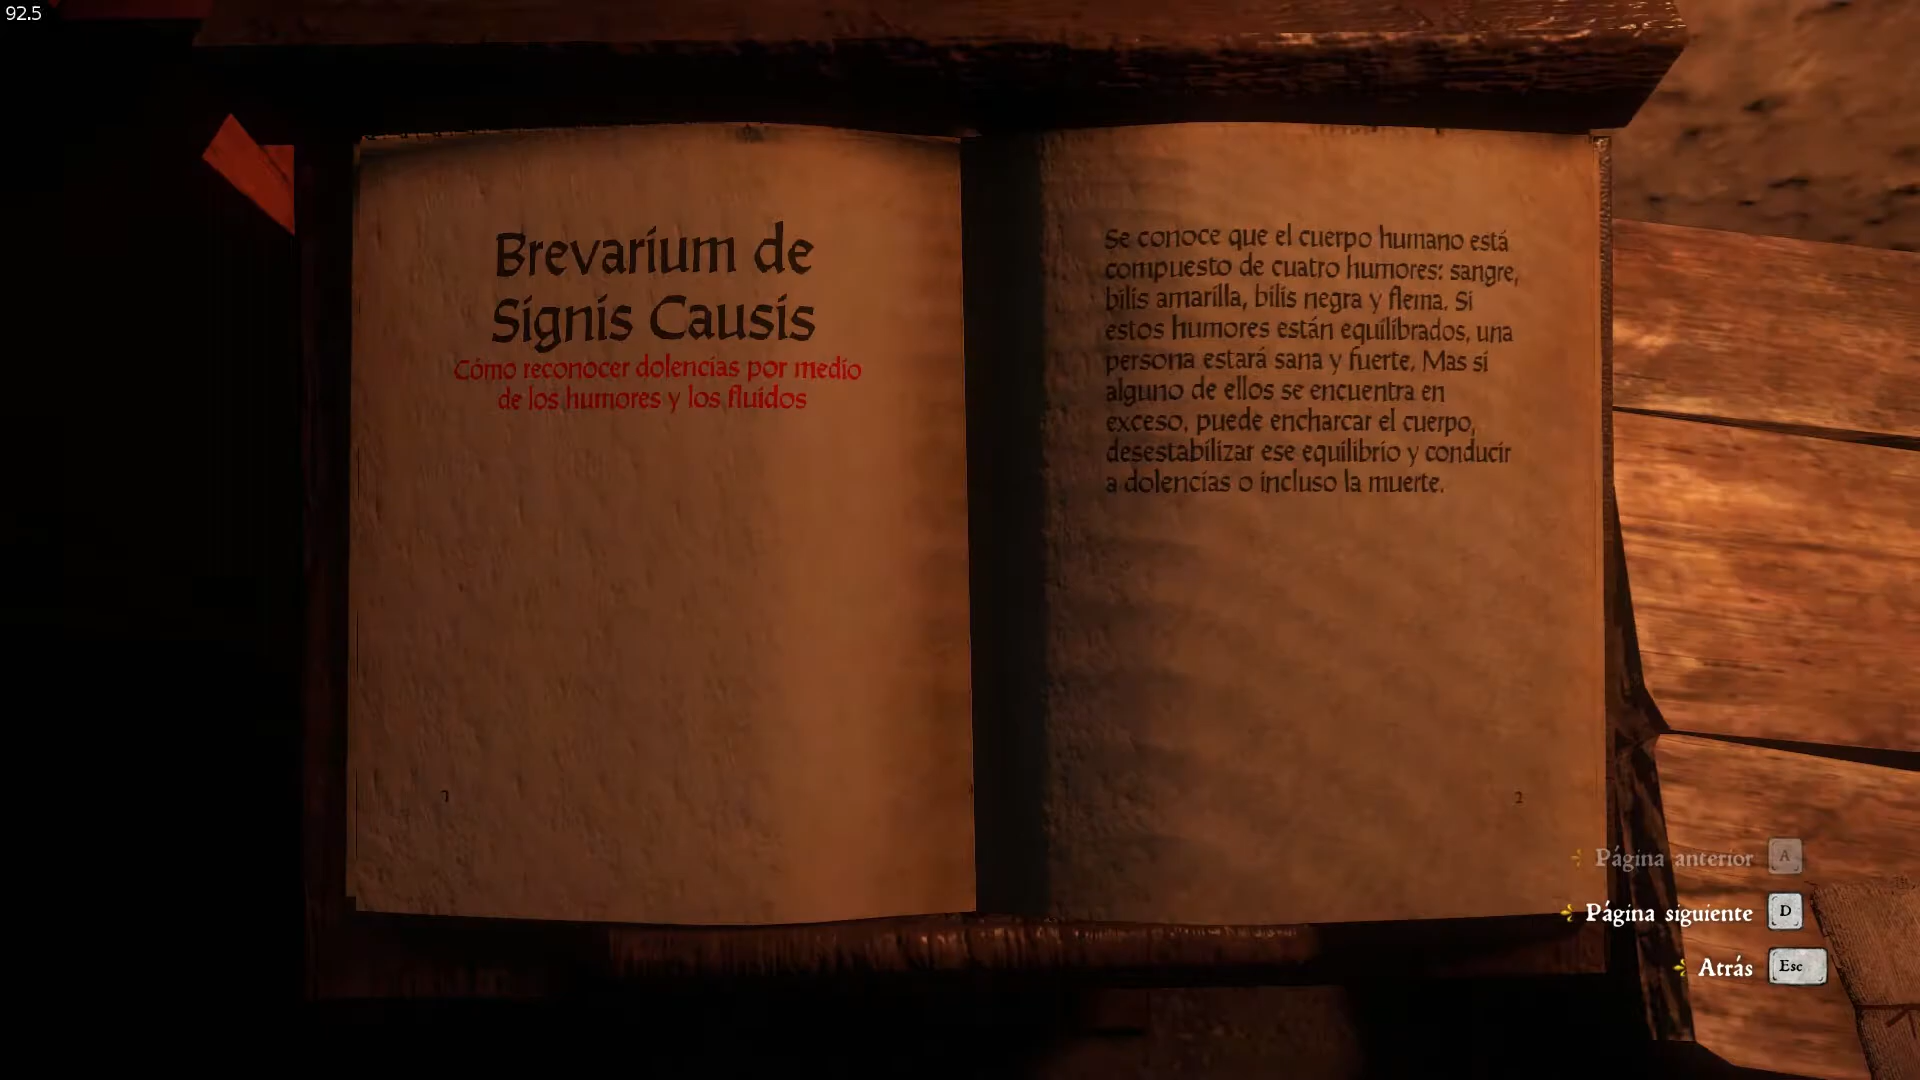 92.5
Brevarium de
Signis Causis
Cómo reconocer dolencias por medio
de los humores y los fluidos
1
Se conoce que el cuerpo humano está
compuesto de cuatro humores: sangre,
bilis amarilla, bilis negra y flema. Si
estos humores están equilibrados, una
persona estará sana y fuerte. Mas si
alguno de ellos se encuentra en
exceso, puede encharcar el cuerpo,
desestabilizar ese equilibrio y conducir
a dolencias o incluso la muerte.
2
Página anterior A
Página siguiente D
Atrás Esc